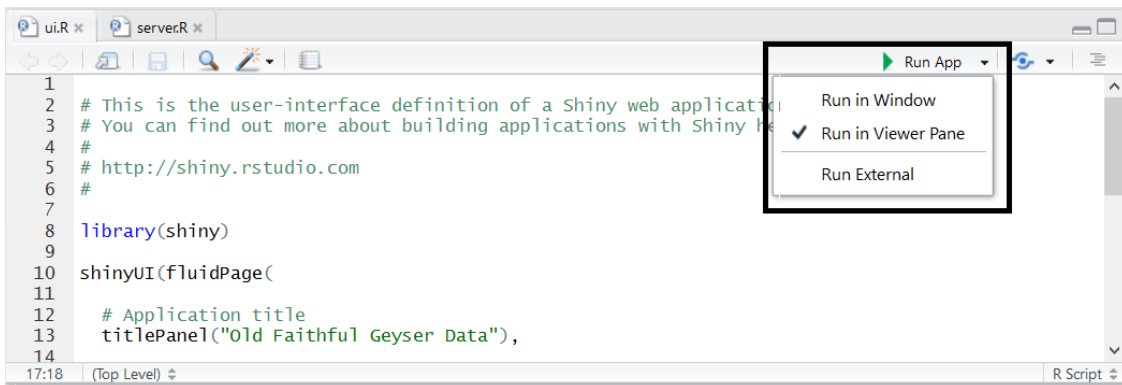 ui.R × server.R ×
Run App
1
2 # This is the user-interface definition of a Shiny web applicatio
3 # You can find out more about building applications with Shiny he
4 #
5 # http://shiny.rstudio.com
6 #
7
8 library(shiny)
9
10 shinyUI(fluidPage(
11
12 # Application title
13 titlePanel("Old Faithful Geyser Data"),
14
Run in Window
Run in Viewer Pane
Run External
17:18 (Top Level) R Script